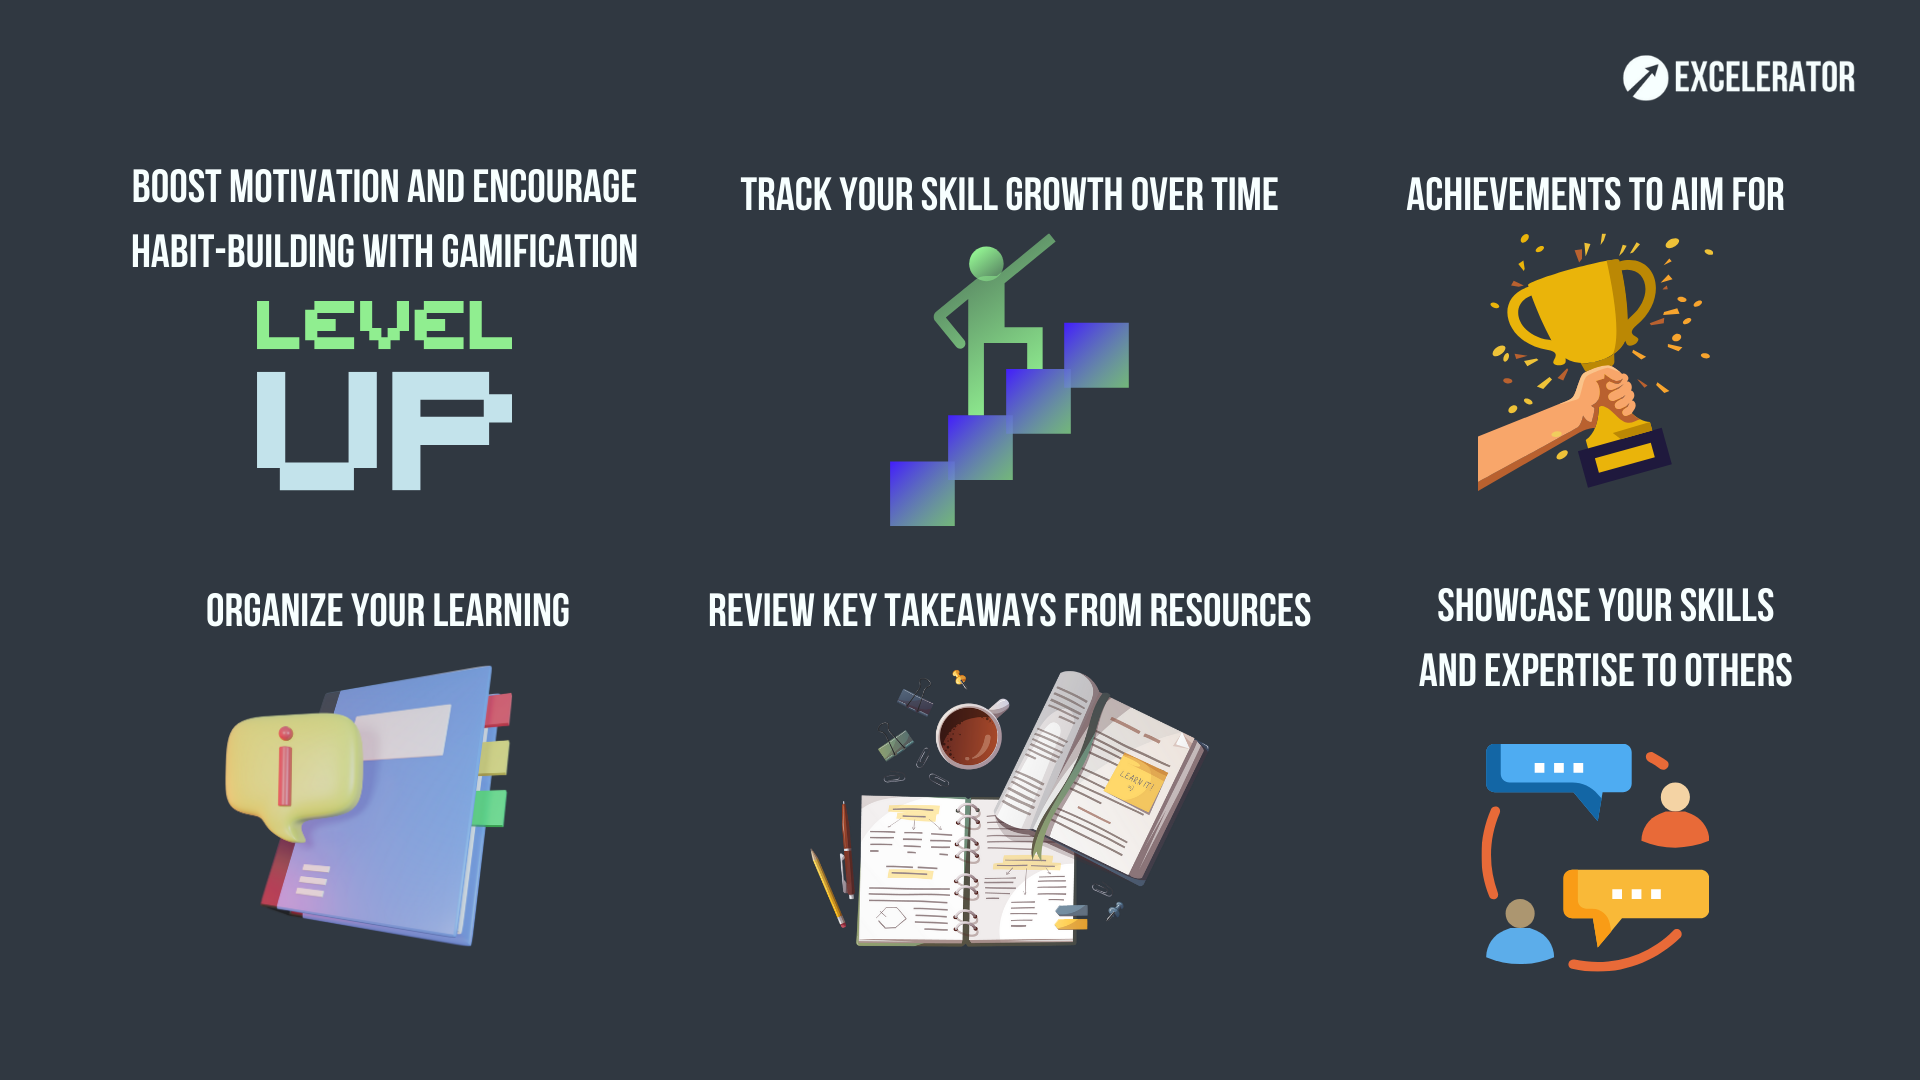 EXCELERATOR
BOOST MOTIVATION AND ENCOURAGE
HABIT-BUILDING WITH GAMIFICATION
LEVEL
UP
TRACK YOUR SKILL GROWTH OVER TIME
ACHIEVEMENTS TO AIM FOR
ORGANIZE YOUR LEARNING
i
REVIEW KEY TAKEAWAYS FROM RESOURCES
LEARN IT!
SHOWCASE YOUR SKILLS
AND EXPERTISE TO OTHERS